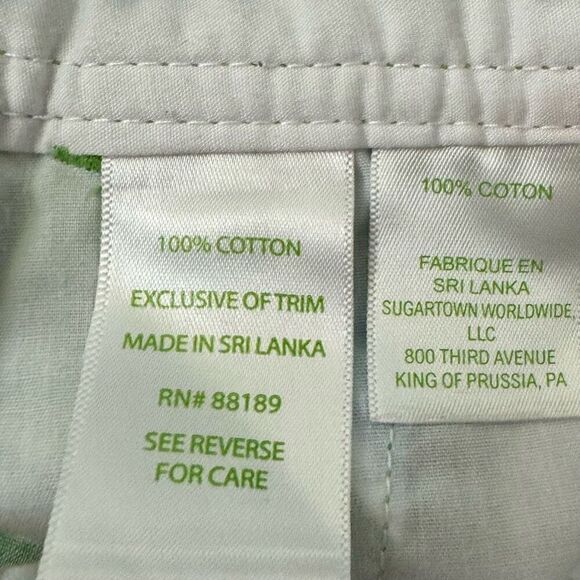 100% COTTON
EXCLUSIVE OF TRIM
MADE IN SRI LANKA
RN# 88189
SEE REVERSE
FOR CARE
100% COTON
FABRIQUE EN
SRI LANKA
SUGARTOWN WORLDWIDE,
LLC
800 THIRD AVENUE
KING OF PRUSSIA, PA